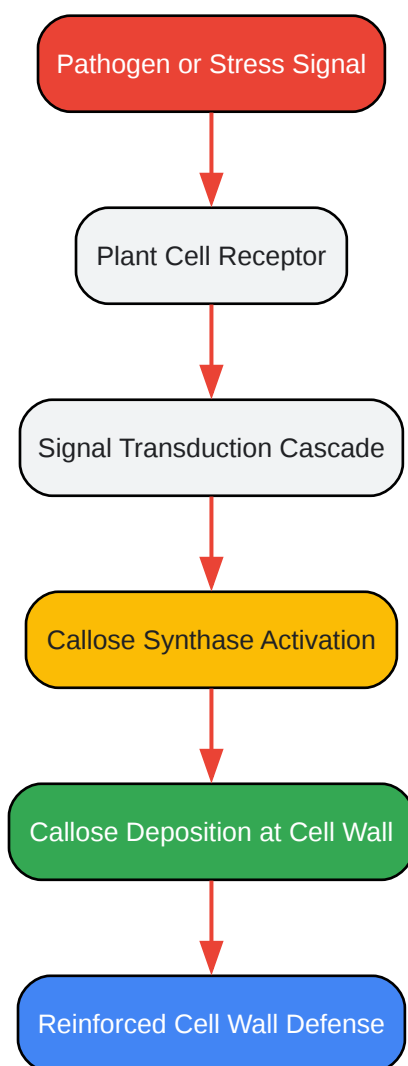 Pathogen or Stress Signal
Plant Cell Receptor
Signal Transduction Cascade
Callose Synthase Activation
Callose Deposition at Cell Wall
Reinforced Cell Wall Defense